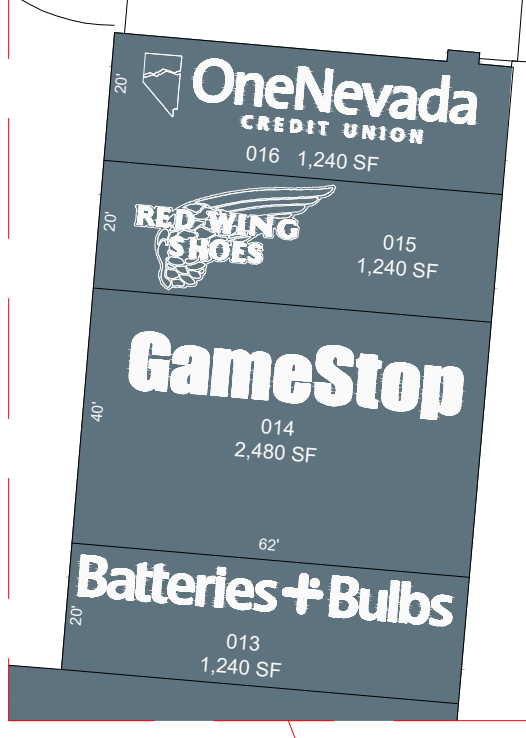 20'
OneNevada
CREDIT UNION
016 1,240 SF
20'
RED WING
SHOES
015
1,240 SF
GameStop
40'
014
2,480 SF
62'
Batteries+Bulbs
20'
013
1,240 SF